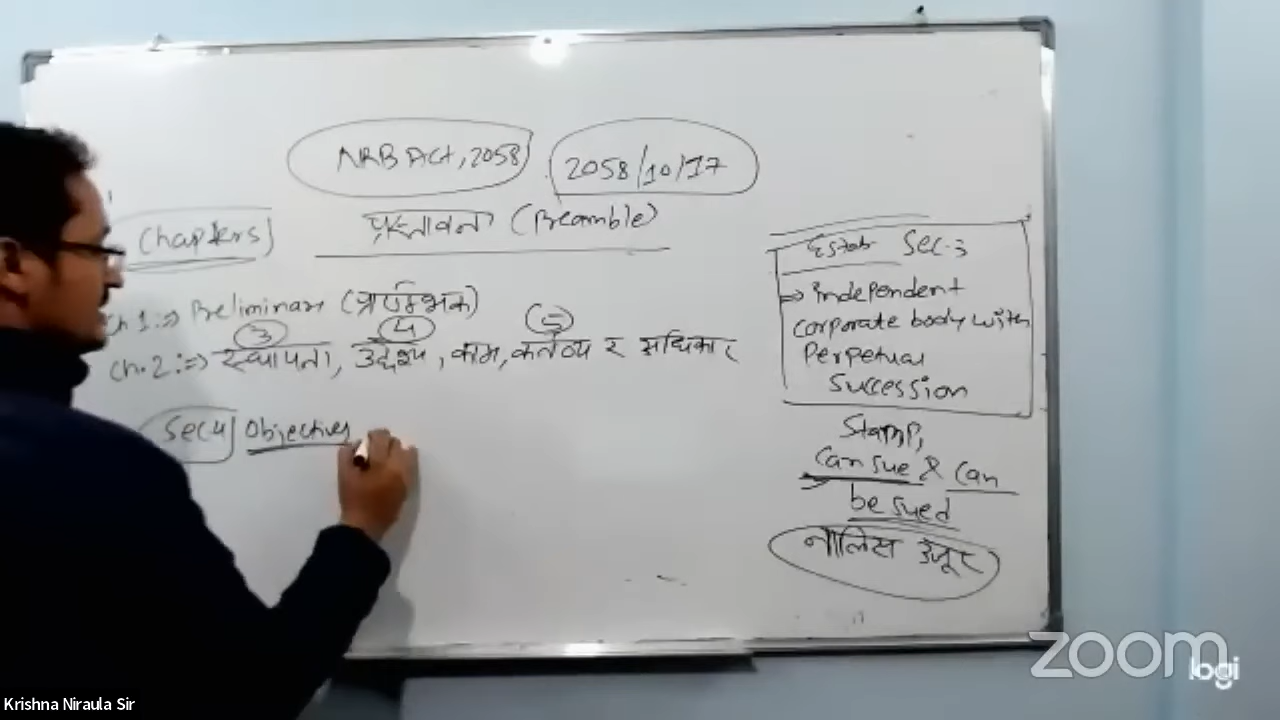 NRB Act, 2058
2058/10/17
Chapters
प्रस्तावना (Preamble)
Ch 1:⇒ Preliminary (प्रारम्भिक)
3 4 5
Ch.2:⇒ स्थापना, उद्देश्य, काम, कर्तव्य र अधिकार
Sec 4 Objectives
Estab Sec.3
⇒ independent
corporate body with
Perpetual
Succession
Stamp,
Can sue & Can
be sued
नालिस उजूर
zoom
logi
Krishna Niraula Sir